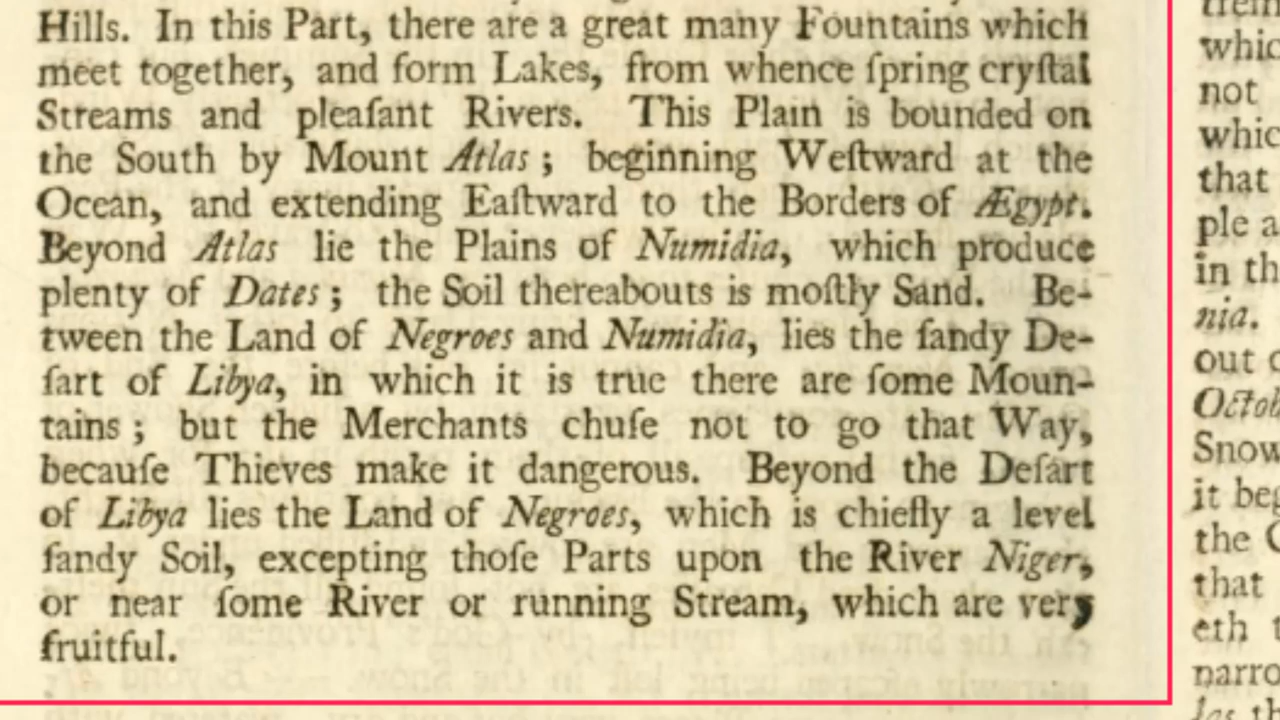 Hills. In this Part, there are a great many Fountains which
meet together, and form Lakes, from whence ſpring cryſtal
Streams and pleaſant Rivers. This Plain is bounded on
the South by Mount Atlas; beginning Weſtward at the
Ocean, and extending Eaſtward to the Borders of Ægypt.
Beyond Atlas lie the Plains of Numidia, which produce
plenty of Dates; the Soil thereabouts is moſtly Sand. Be-
tween the Land of Negroes and Numidia, lies the ſandy De-
ſart of Libya, in which it is true there are ſome Moun-
tains; but the Merchants chuſe not to go that Way,
becauſe Thieves make it dangerous. Beyond the Deſart
of Libya lies the Land of Negroes, which is chiefly a level
ſandy Soil, excepting thoſe Parts upon the River Niger,
or near ſome River or running Stream, which are very
fruitful.
not
that
ple a
in th
nia.
out
Snow
it beg
the
that